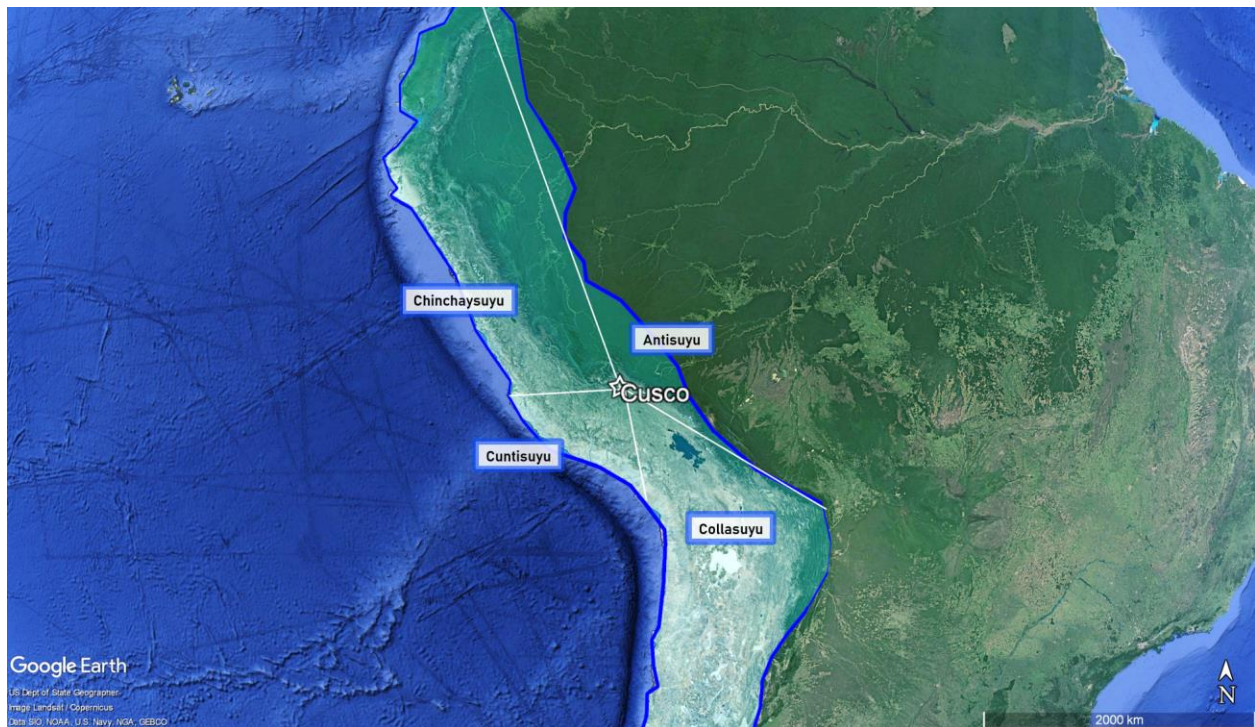 Chinchaysuyu
Antisuyu
Cusco
Cuntisuyu
Collasuyu
Google Earth
US Dept of State Geographer
Image Landsat / Copernicus
Data SIO, NOAA, U.S. Navy, NGA, GEBCO
N
2000 km